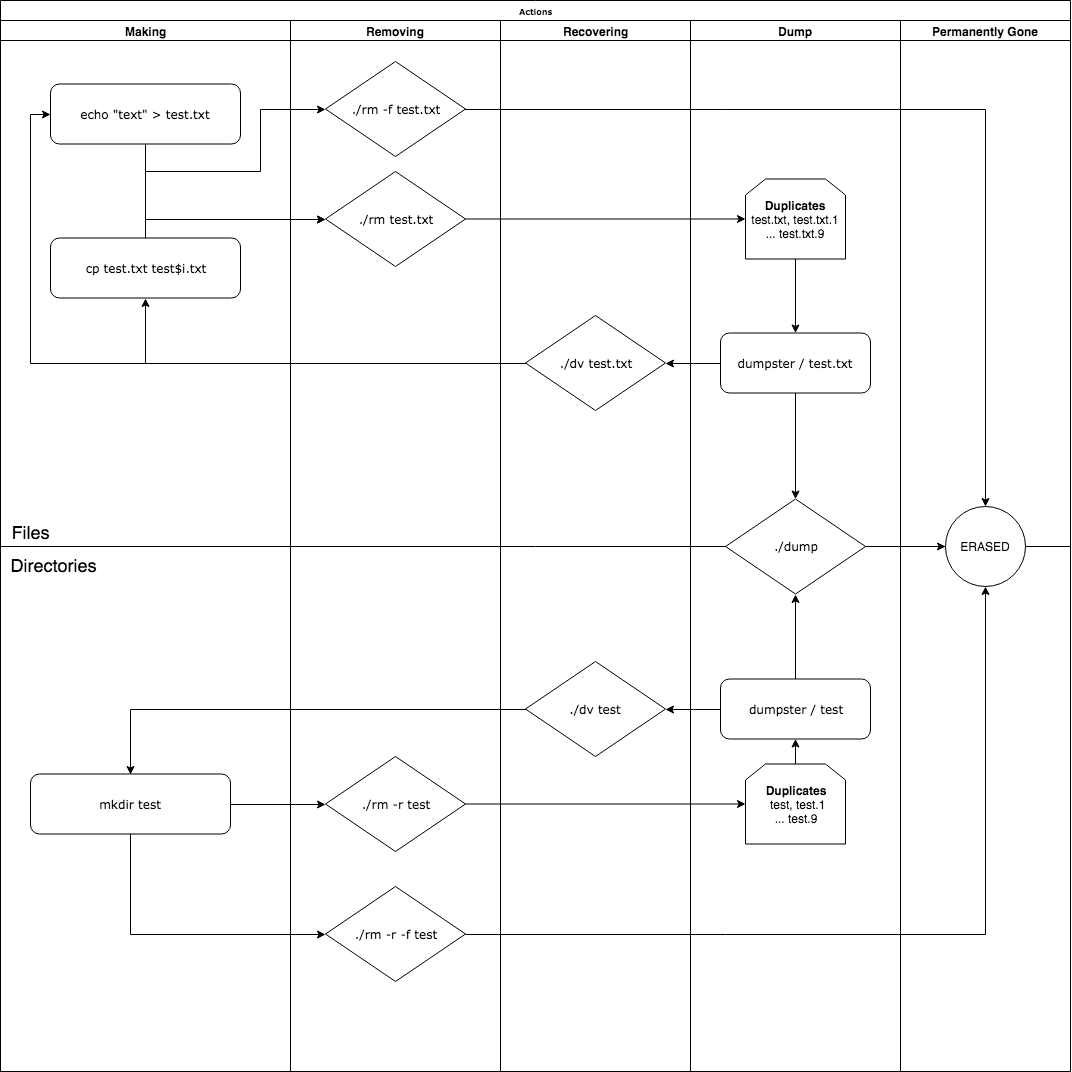 Actions
Making
Removing
Recovering
Dump
Permanently Gone
echo "text" > test.txt
./rm -f test.txt
./rm test.txt
Duplicates
test.txt, test.txt.1
... test.txt.9
cp test.txt test$i.txt
./dv test.txt
dumpster / test.txt
Files
./dump
ERASED
Directories
./dv test
dumpster / test
mkdir test
./rm -r test
Duplicates
test, test.1
... test.9
./rm -r -f test